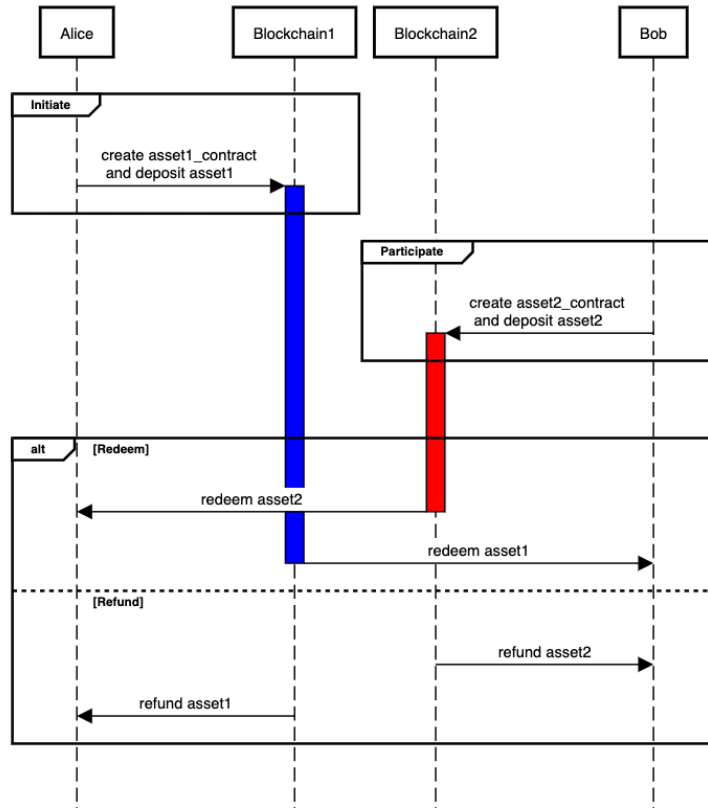 Alice
Blockchain1
Blockchain2
Bob
Initiate
create asset1_contract
and deposit asset1
Participate
create asset2_contract
and deposit asset2
alt
[Redeem]
redeem asset2
redeem asset1
[Refund]
refund asset2
refund asset1